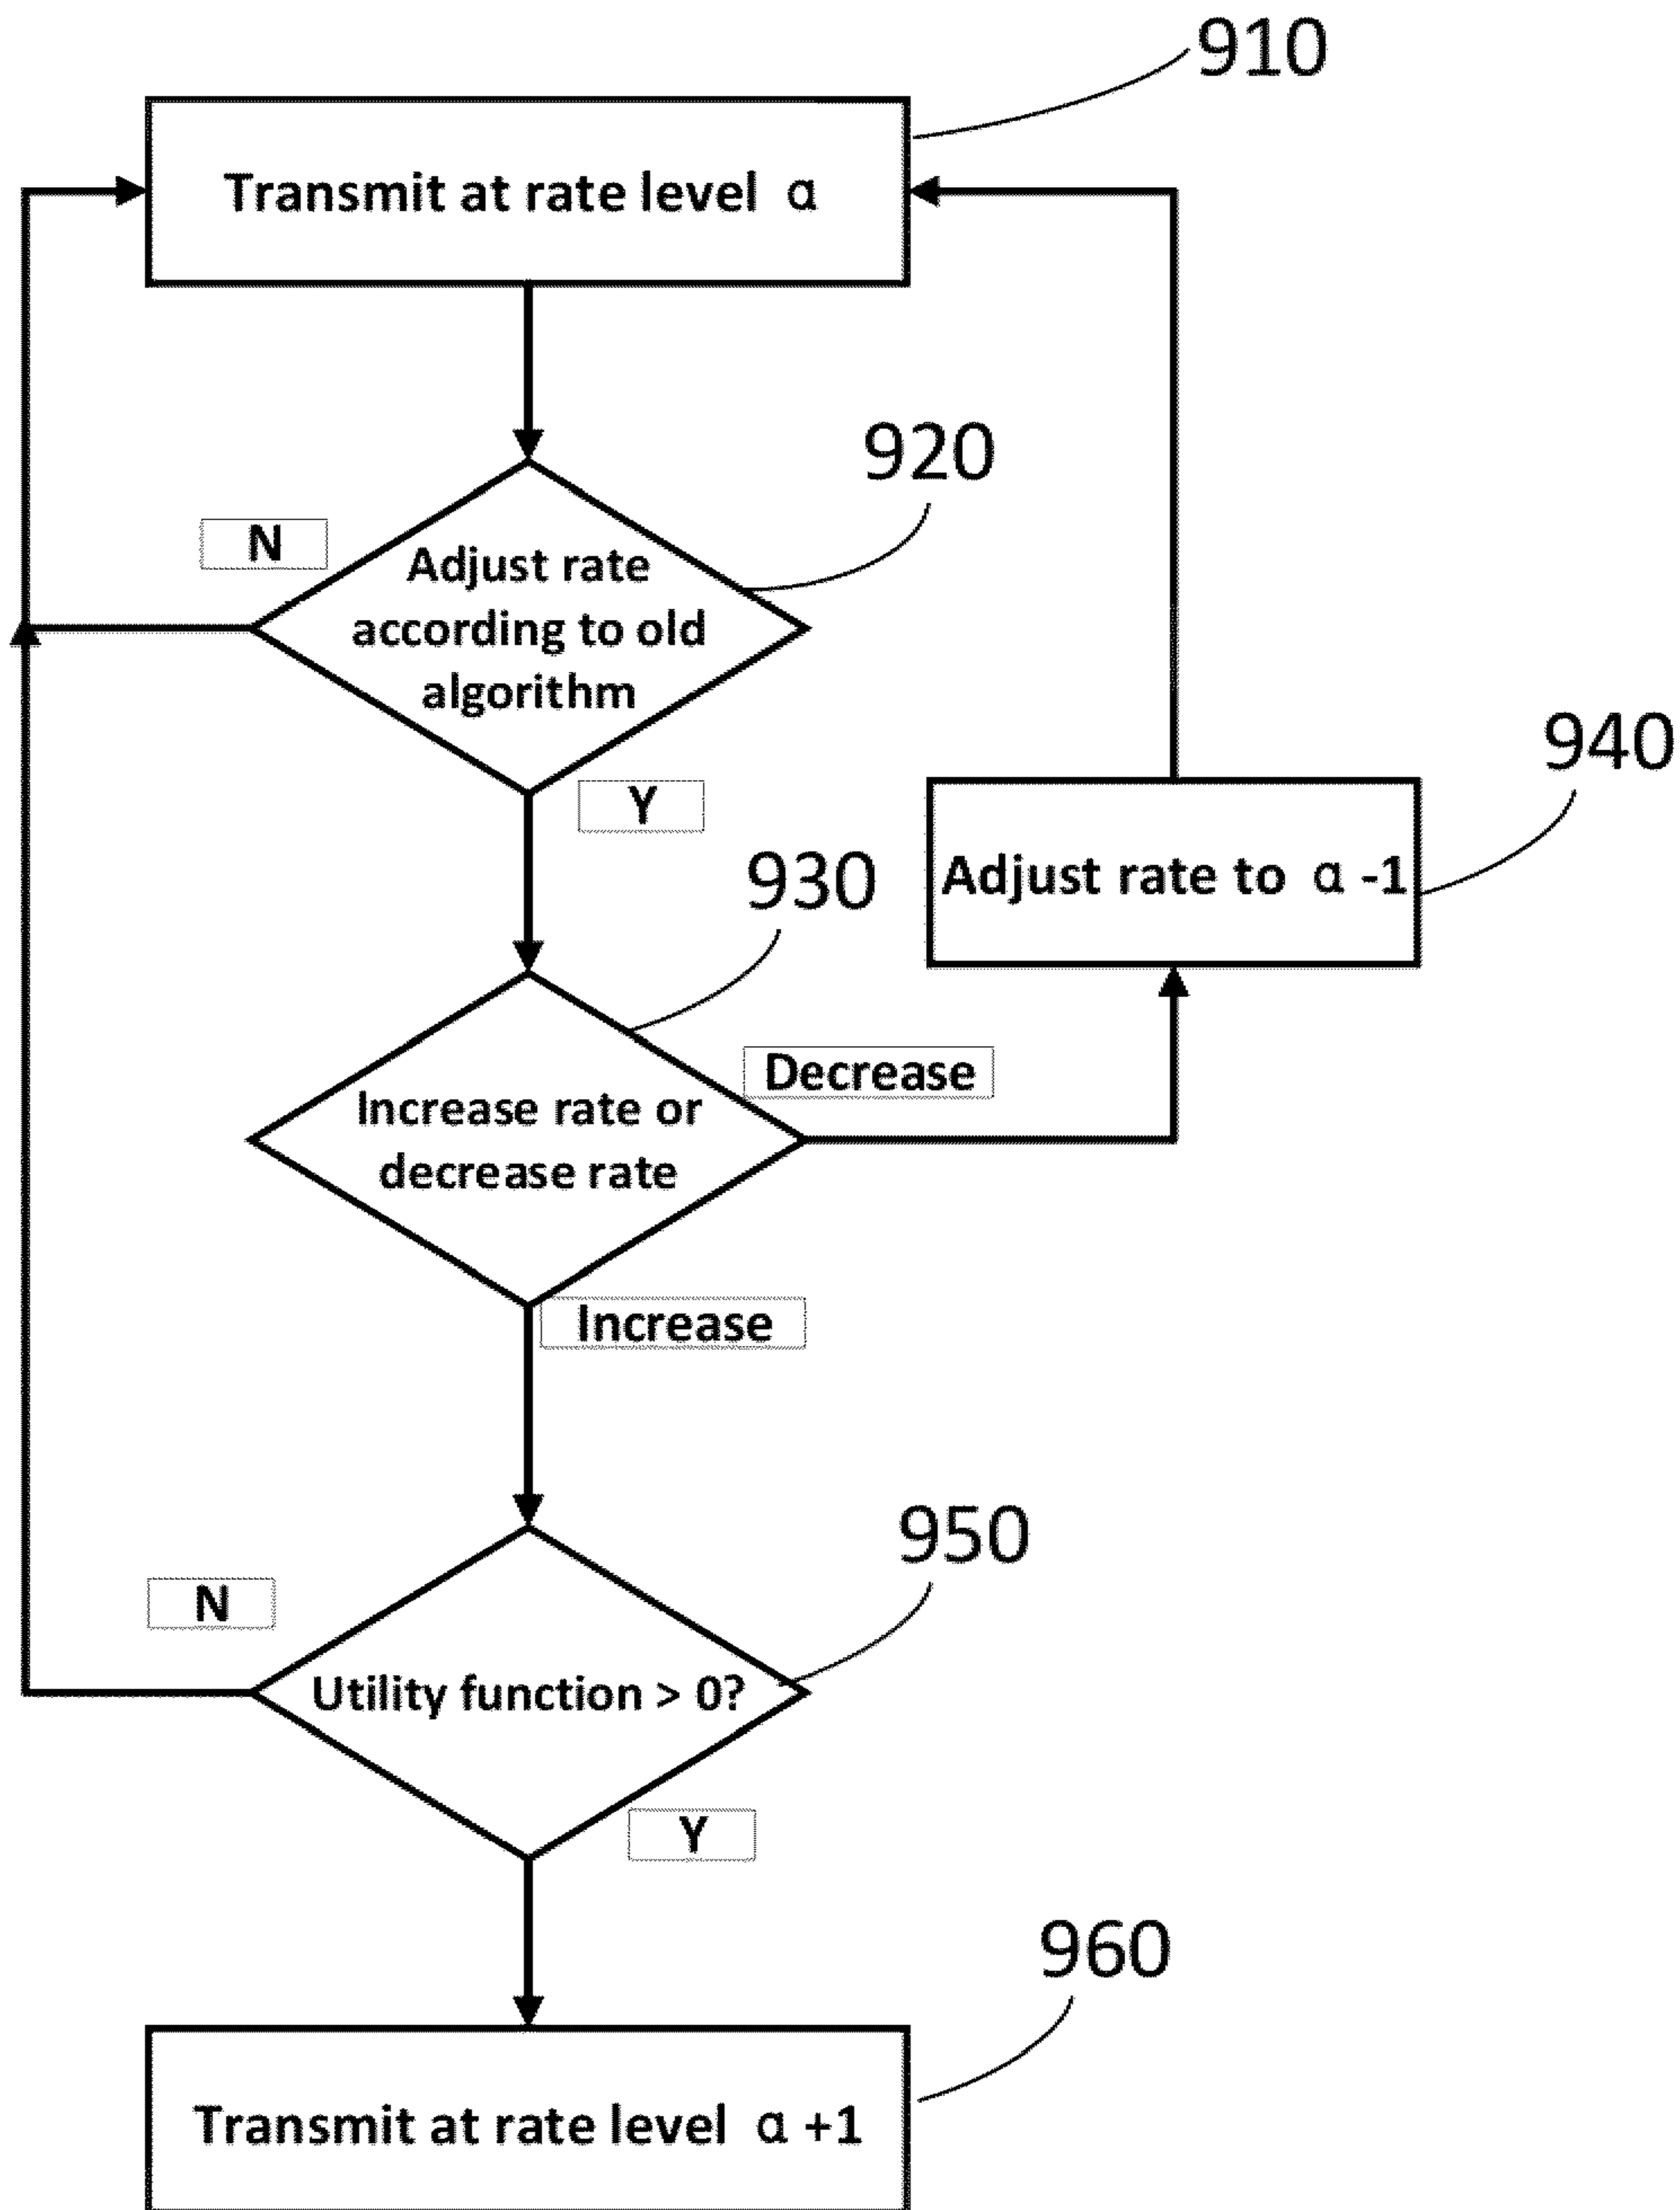 910
Transmit at rate level α
920
N
Adjust rate
according to old
algorithm
Y
940
930
Adjust rate to α -1
Decrease
Increase rate or
decrease rate
Increase
950
N
Utility function > 0?
Y
960
Transmit at rate level α +1